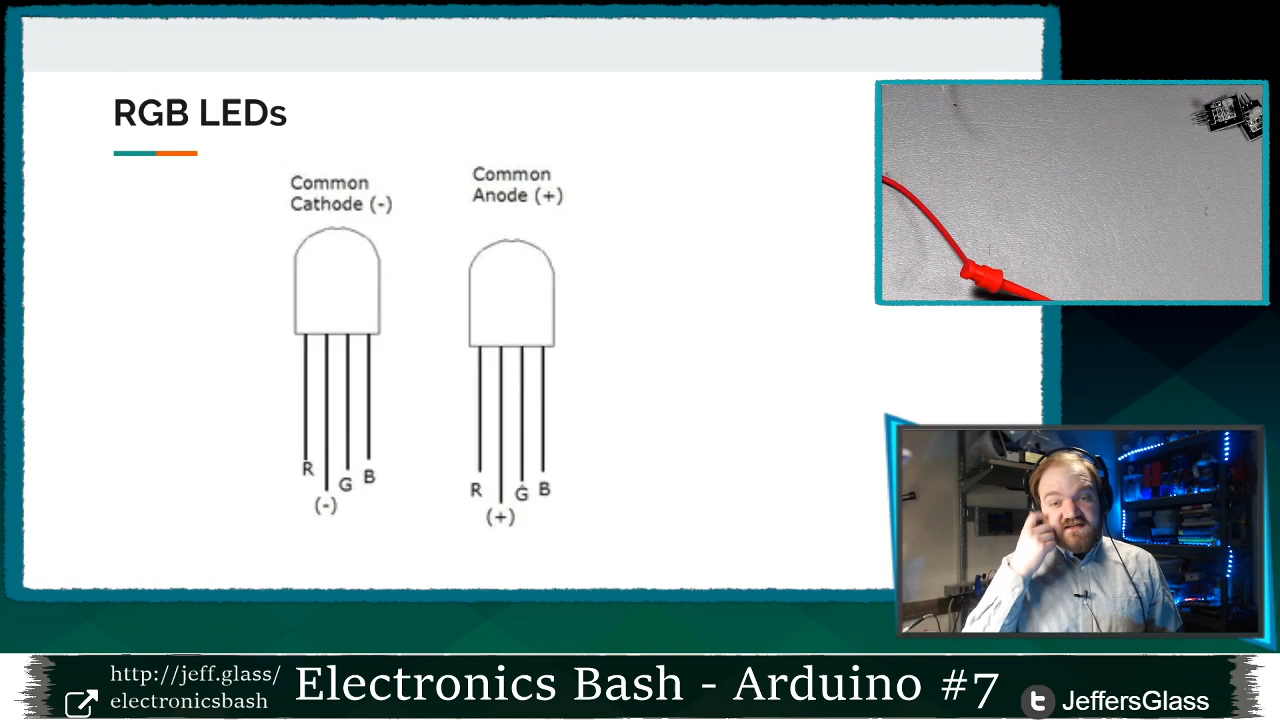 RGB LEDs
Common
Cathode (-)
Common
Anode (+)
R
(-)
G
B
R
(+)
G
B
http://jeff.glass/
electronicsbash
Electronics Bash - Arduino #7
JeffersGlass